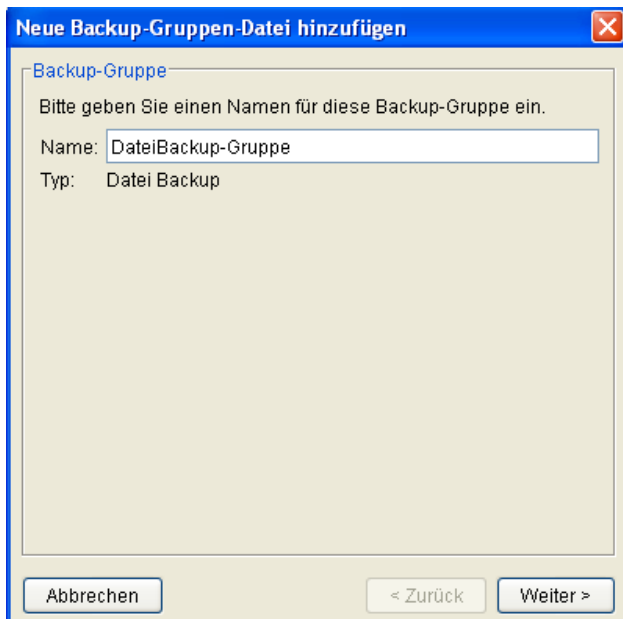 Neue Backup-Gruppen-Datei hinzufügen
Backup-Gruppe
Bitte geben Sie einen Namen für diese Backup-Gruppe ein.
Name: DateiBackup-Gruppe
Typ: Datei Backup
Abbrechen < Zurück Weiter >